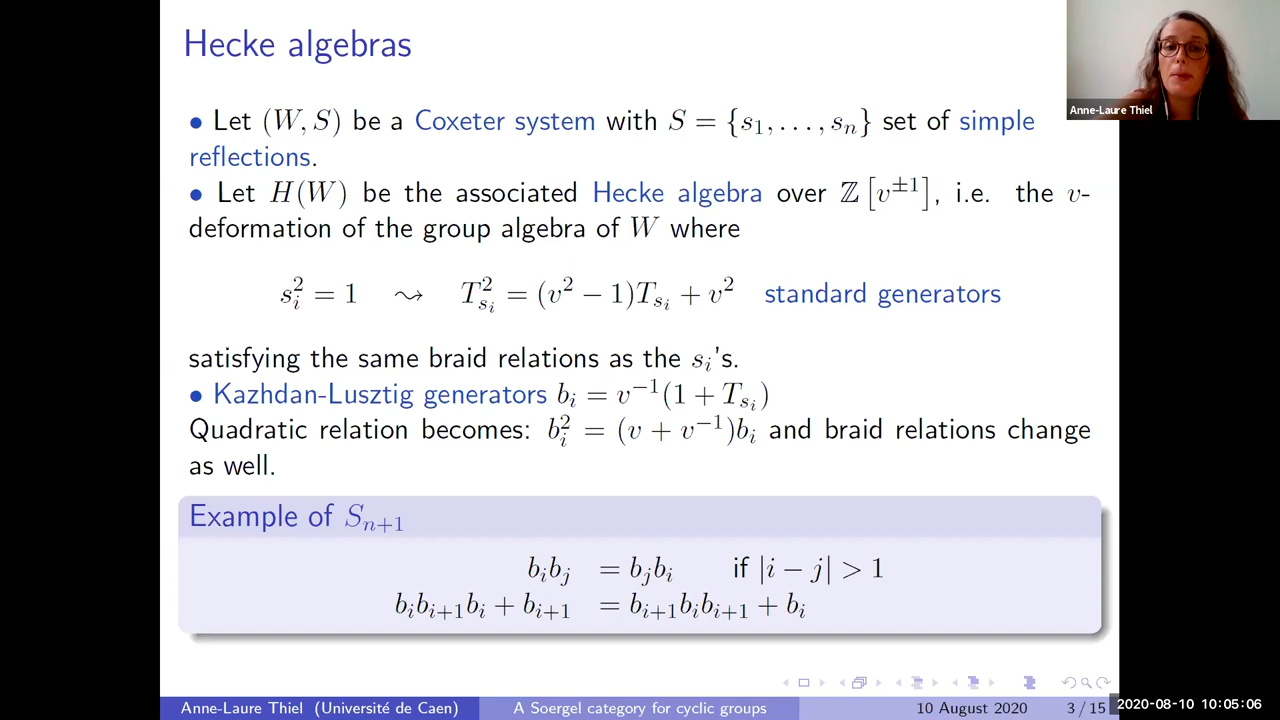 Hecke algebras
Anne-Laure Thiel
• Let (W, S) be a Coxeter system with S = {s₁, . . . , sₙ} set of simple
reflections.
• Let H(W) be the associated Hecke algebra over ℤ[v^{±1}], i.e. the v-
deformation of the group algebra of W where
s_i^2 = 1 ⇝ T_{s_i}^2 = (v^2 − 1)T_{s_i} + v^2 standard generators
satisfying the same braid relations as the s_i's.
• Kazhdan-Lusztig generators b_i = v^{−1}(1 + T_{s_i})
Quadratic relation becomes: b_i^2 = (v + v^{−1})b_i and braid relations change
as well.
Example of S_{n+1}
b_i b_j = b_j b_i if |i − j| > 1
b_i b_{i+1} b_i + b_{i+1} = b_{i+1} b_i b_{i+1} + b_i
Anne-Laure Thiel (Université de Caen) A Soergel category for cyclic groups 10 August 2020 3 / 15
2020-08-10 10:05:06